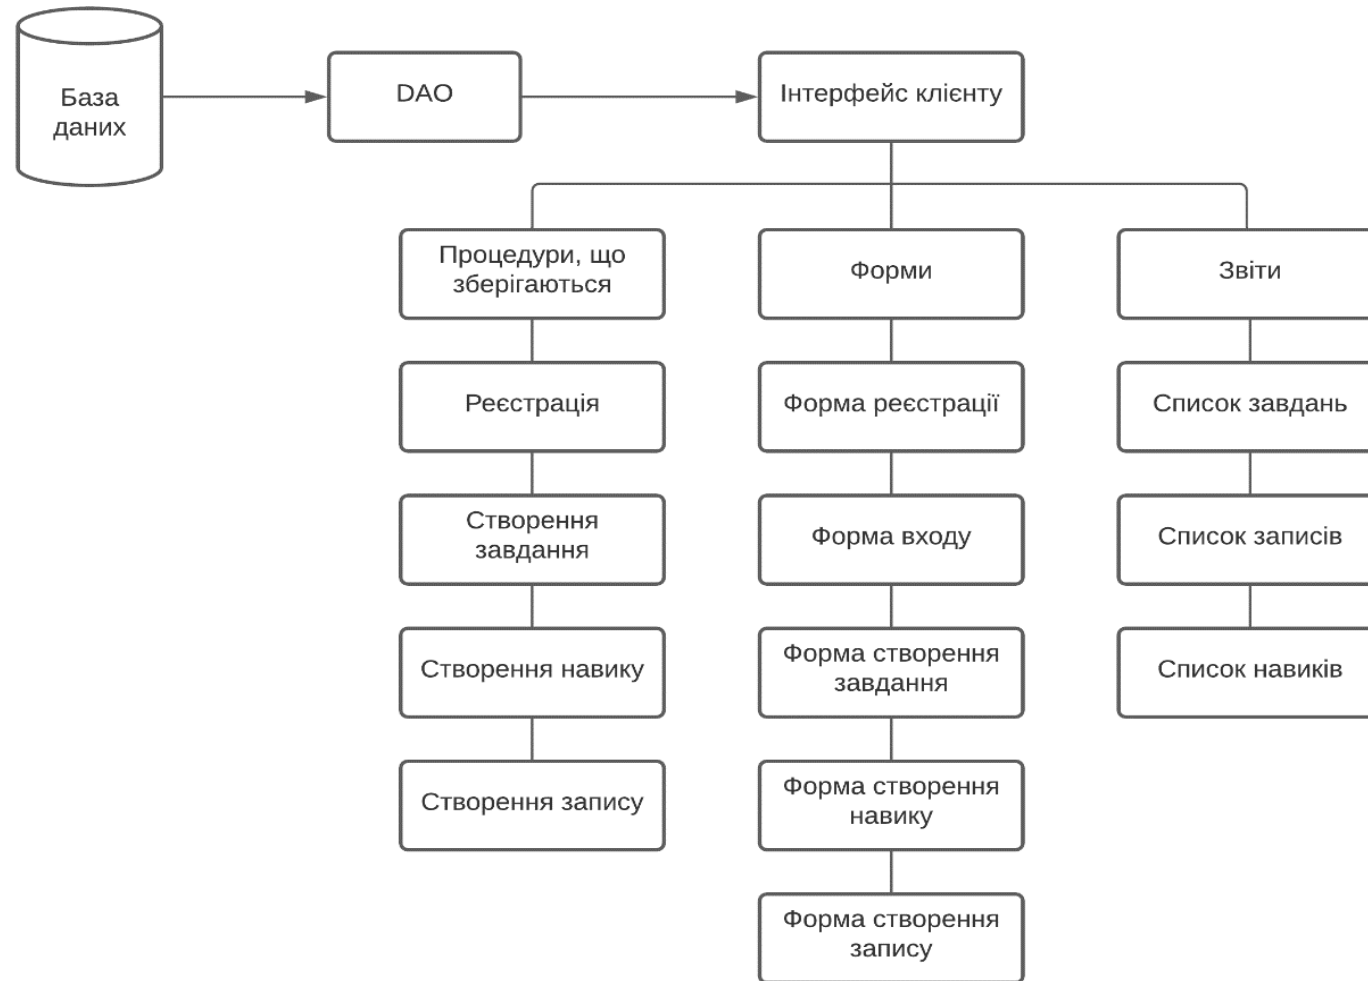 База
даних
DAO
Інтерфейс клієнту
Процедури, що
зберігаються
Форми
Звіти
Реєстрація
Форма реєстрації
Список завдань
Створення
завдання
Форма входу
Список записів
Створення навику
Форма створення
завдання
Список навиків
Створення запису
Форма створення
навику
Форма створення
запису